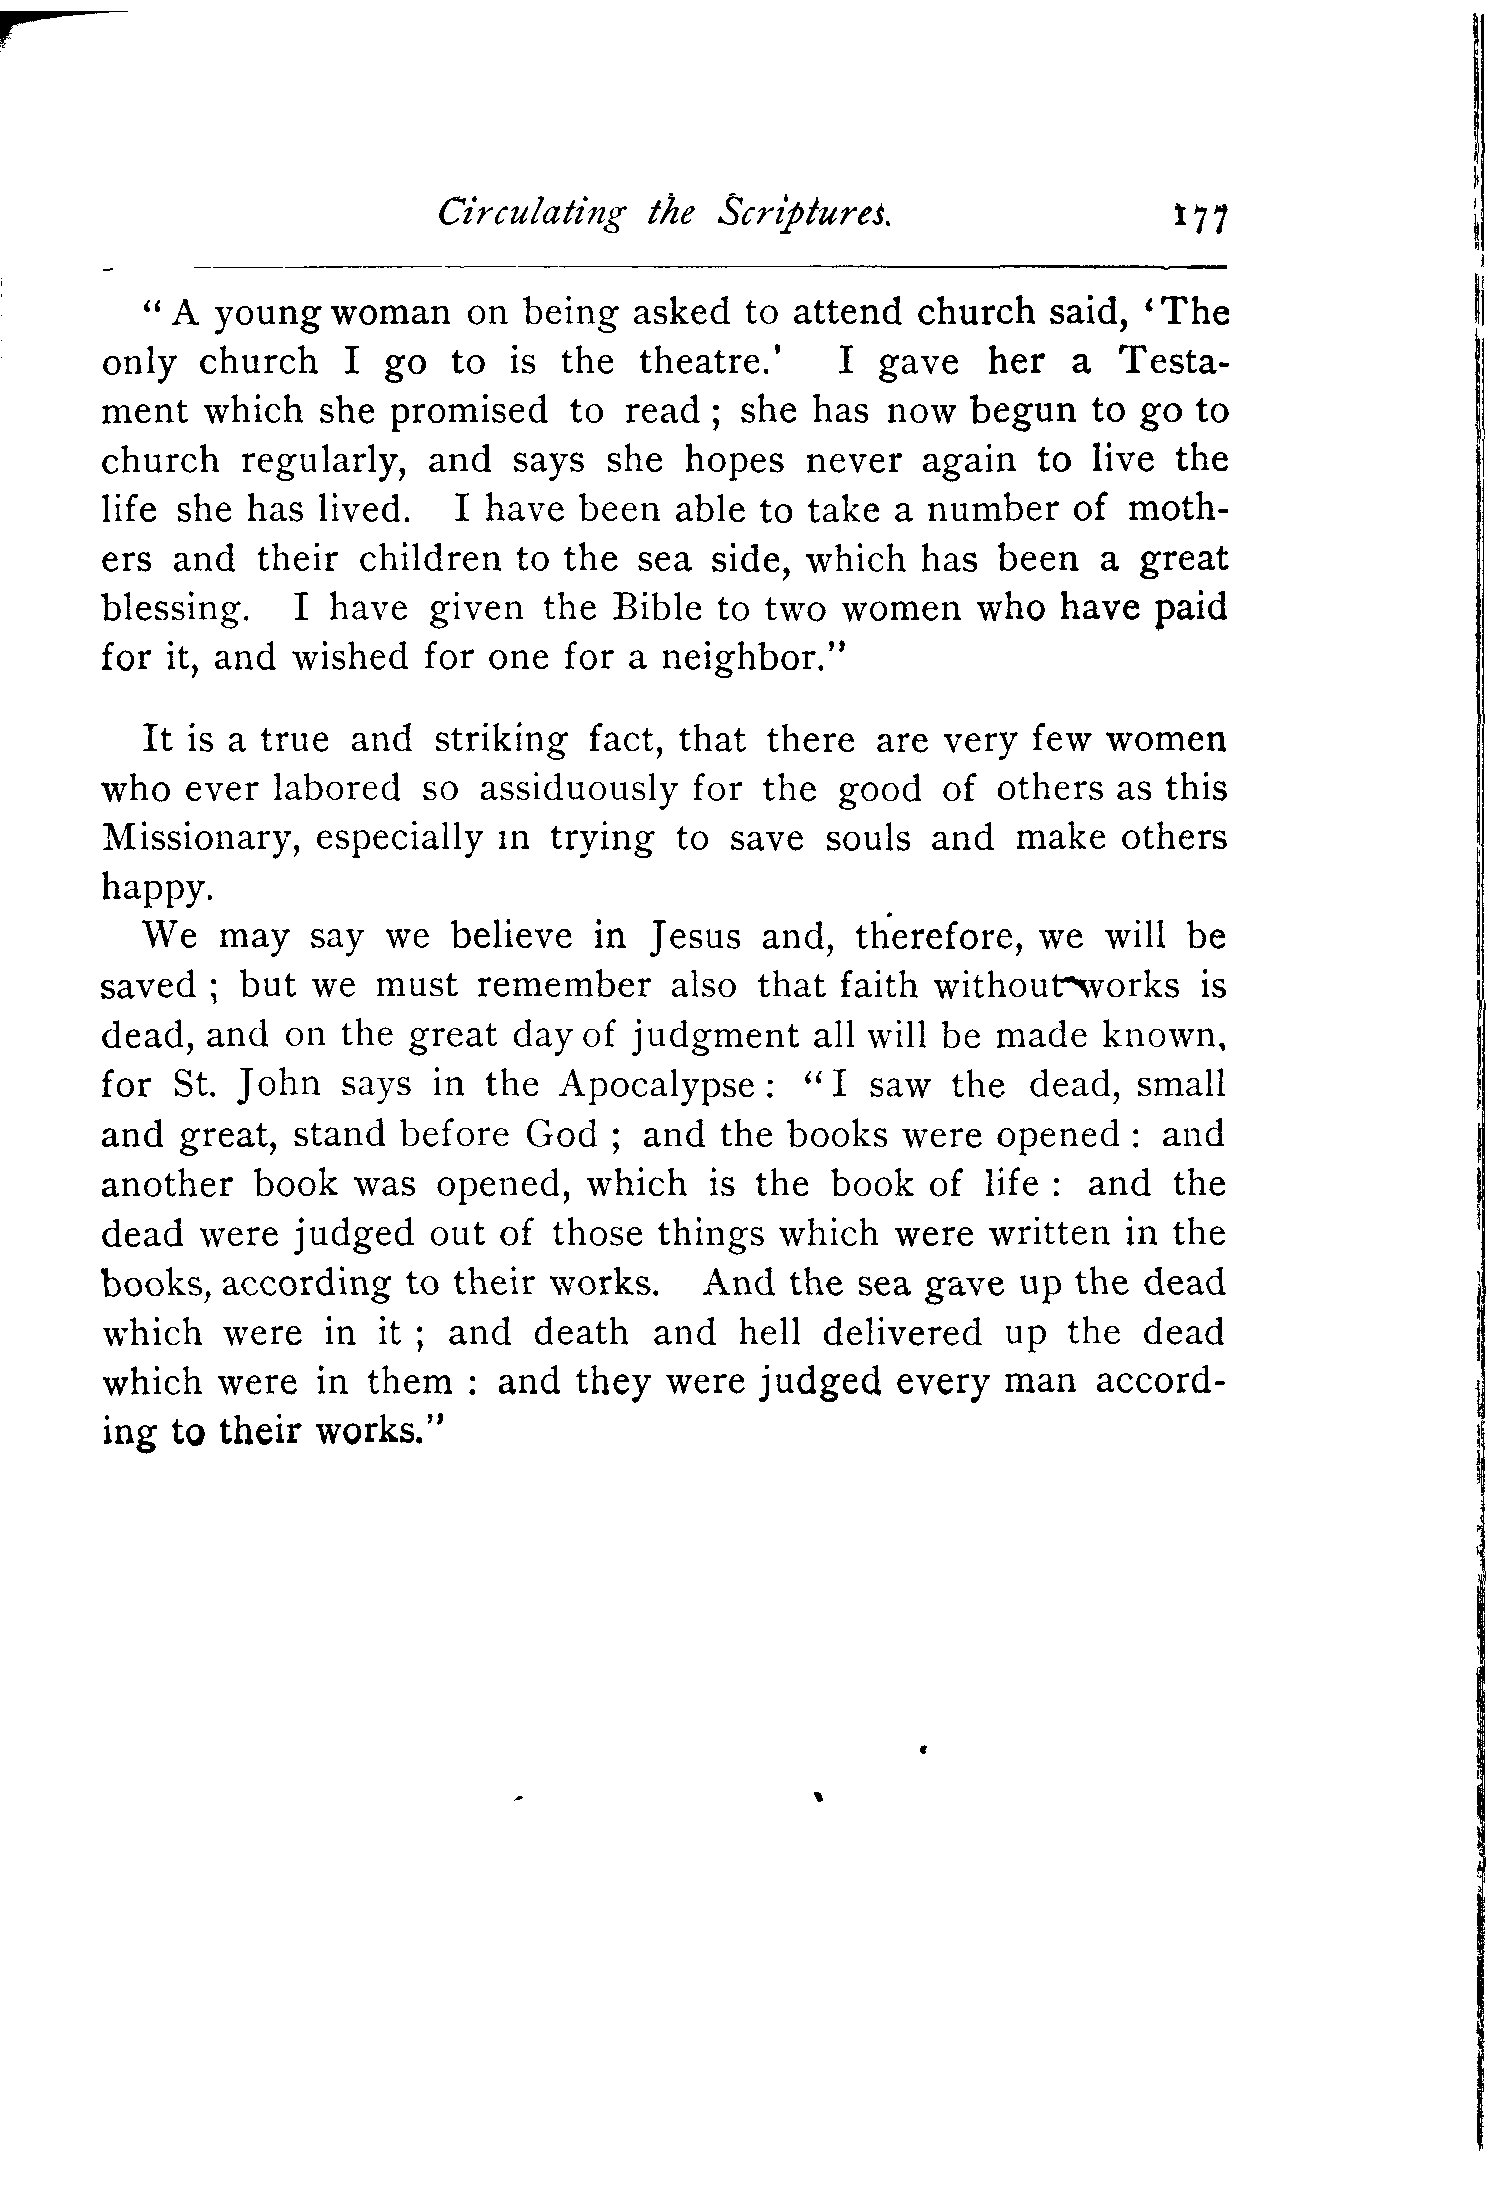 Circulating the Scriptures. 177
" A young woman on being asked to attend church said, 'The
only church I go to is the theatre.' I gave her a Testa-
ment which she promised to read ; she has now begun to go to
church regularly, and says she hopes never again to live the
life she has lived. I have been able to take a number of moth-
ers and their children to the sea side, which has been a great
blessing. I have given the Bible to two women who have paid
for it, and wished for one for a neighbor."
It is a true and striking fact, that there are very few women
who ever labored so assiduously for the good of others as this
Missionary, especially in trying to save souls and make others
happy.
We may say we believe in Jesus and, therefore, we will be
saved ; but we must remember also that faith without works is
dead, and on the great day of judgment all will be made known,
for St. John says in the Apocalypse : " I saw the dead, small
and great, stand before God ; and the books were opened : and
another book was opened, which is the book of life : and the
dead were judged out of those things which were written in the
books, according to their works. And the sea gave up the dead
which were in it ; and death and hell delivered up the dead
which were in them : and they were judged every man accord-
ing to their works."